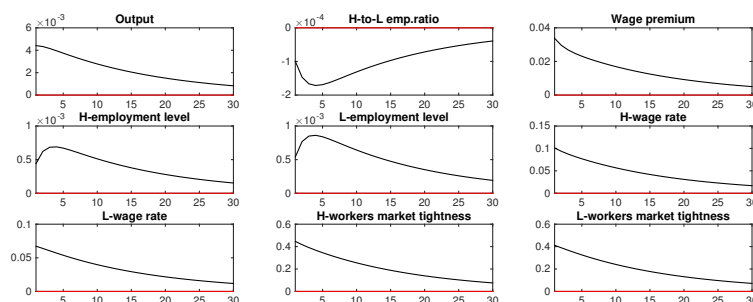 Output
×10⁻³
6
4
2
0
5 10 15 20 25 30
H-to-L emp.ratio
×10⁻⁴
0
-1
-2
5 10 15 20 25 30
Wage premium
0.04
0.02
0
5 10 15 20 25 30
H-employment level
×10⁻³
1
0.5
0
5 10 15 20 25 30
L-employment level
×10⁻³
1
0.5
0
5 10 15 20 25 30
H-wage rate
0.15
0.1
0.05
0
5 10 15 20 25 30
L-wage rate
0.1
0.05
0
5 10 15 20 25 30
H-workers market tightness
0.6
0.4
0.2
0
5 10 15 20 25 30
L-workers market tightness
0.6
0.4
0.2
0
5 10 15 20 25 30